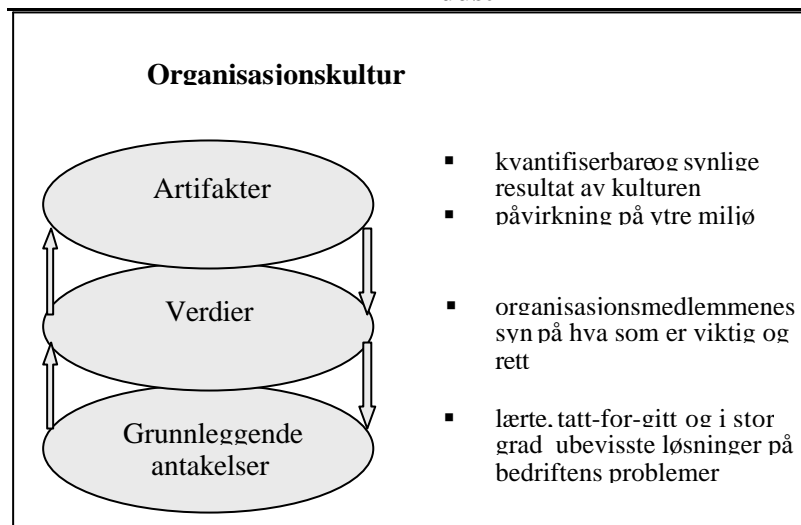 Organisasjonskultur
Artifakter
▪ kvantifiserbare og synlige
resultat av kulturen
▪ påvirkning på ytre miljø
Verdier
▪ organisasjonsmedlemmenes
syn på hva som er viktig og
rett
Grunnleggende
antakelser
▪ lærte, tatt-for-gitt og i stor
grad ubevisste løsninger på
bedriftens problemer